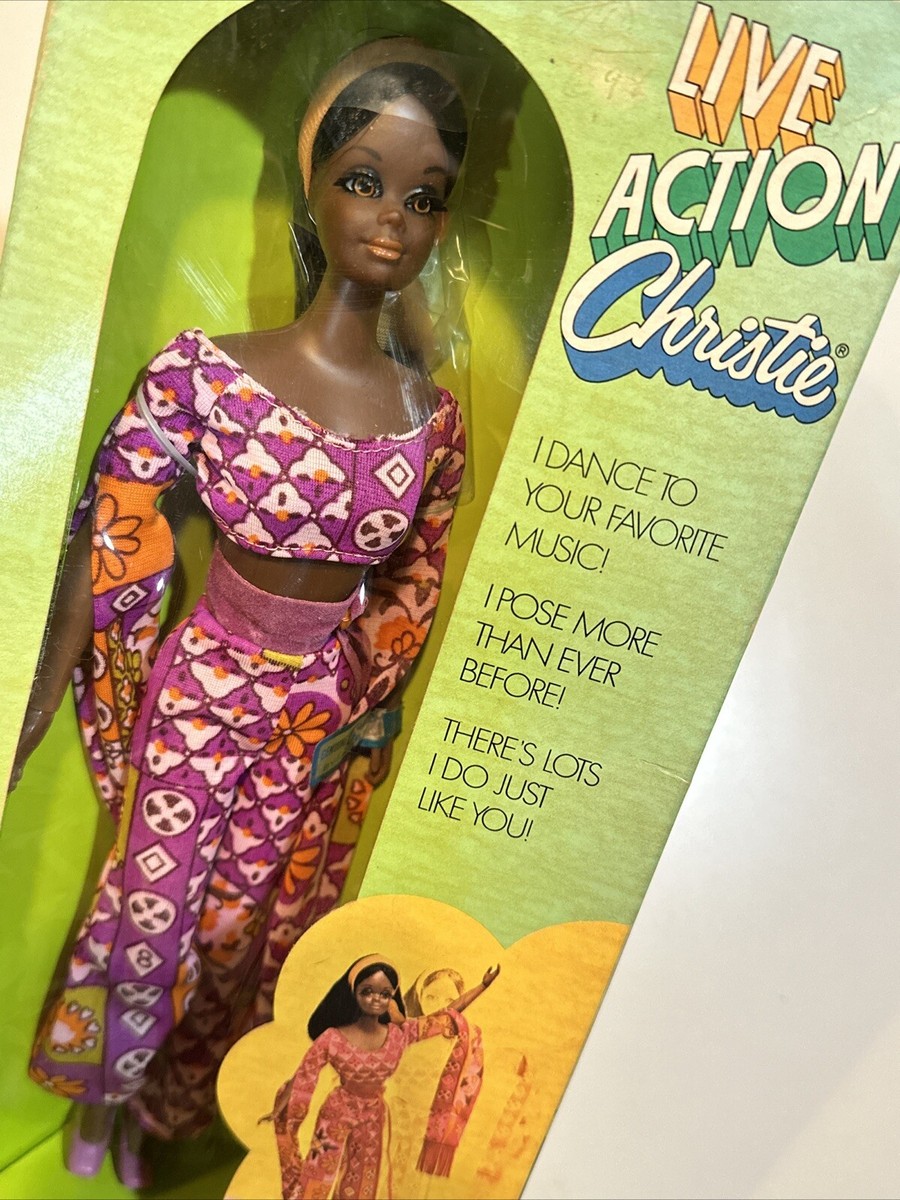 LIVE
ACTION
Christie®
I DANCE TO
YOUR FAVORITE
MUSIC!
I POSE MORE
THAN EVER
BEFORE!
THERE'S LOTS
I DO JUST
LIKE YOU!